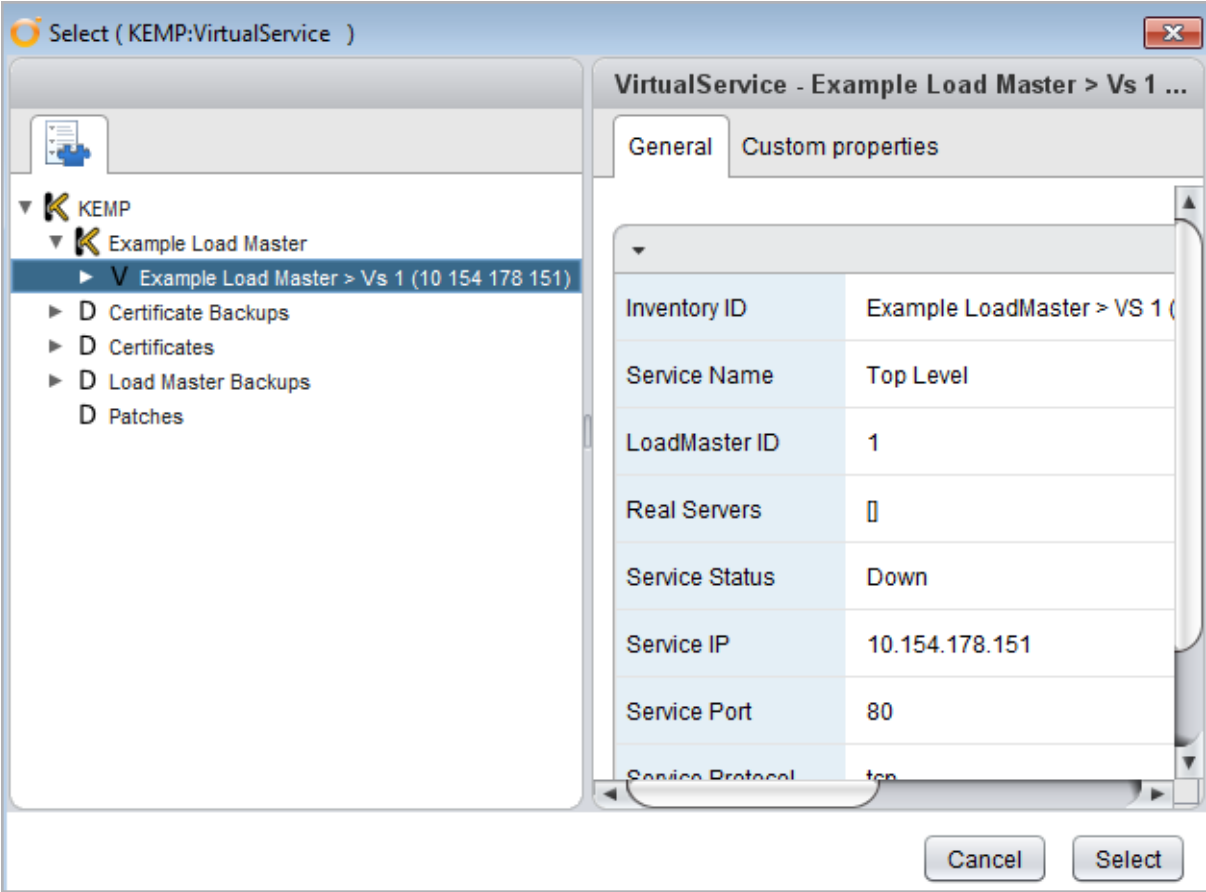 Select ( KEMP:VirtualService )
VirtualService - Example Load Master > Vs 1 ...
General Custom properties
KEMP
Example Load Master
V Example Load Master > Vs 1 (10 154 178 151)
D Certificate Backups
D Certificates
D Load Master Backups
D Patches
Inventory ID Example LoadMaster > VS 1 (
Service Name Top Level
LoadMaster ID 1
Real Servers []
Service Status Down
Service IP 10.154.178.151
Service Port 80
Service Protocol tcp
Cancel Select